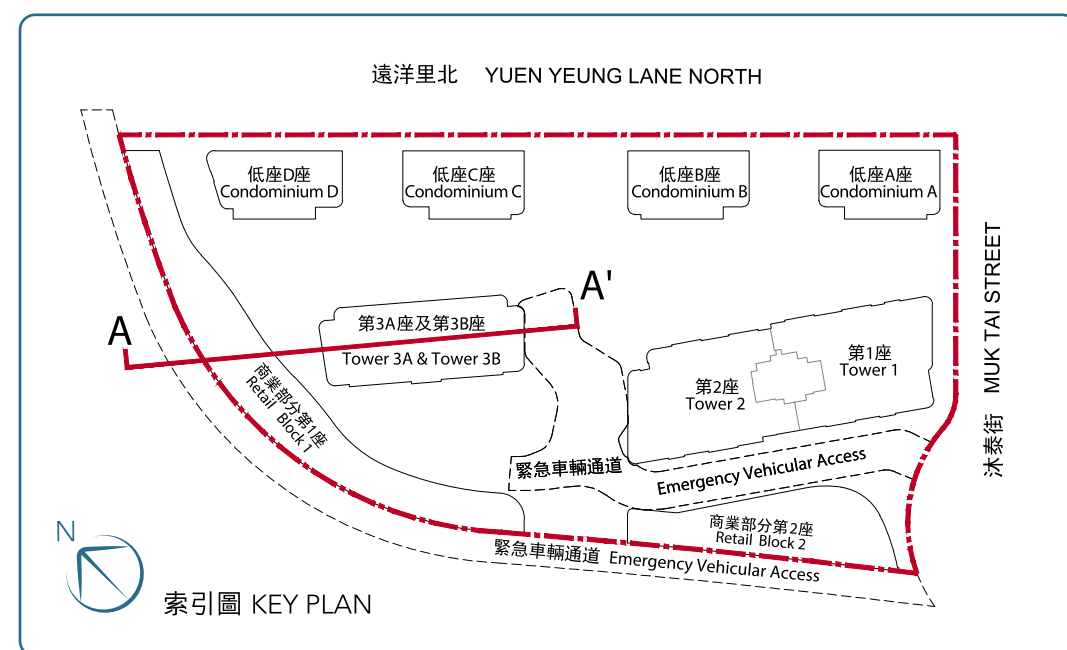 遠洋里北 YUEN YEUNG LANE NORTH
低座D座
Condominium D
低座C座
Condominium C
低座B座
Condominium B
低座A座
Condominium A
A
A'
第3A座及第3B座
Tower 3A & Tower 3B
第1座
Tower 1
第2座
Tower 2
沐泰街 MUK TAI STREET
商業部分第1座
Retail Block 1
緊急車輛通道 Emergency Vehicular Access
商業部分第2座
Retail Block 2
緊急車輛通道 Emergency Vehicular Access
N
索引圖 KEY PLAN